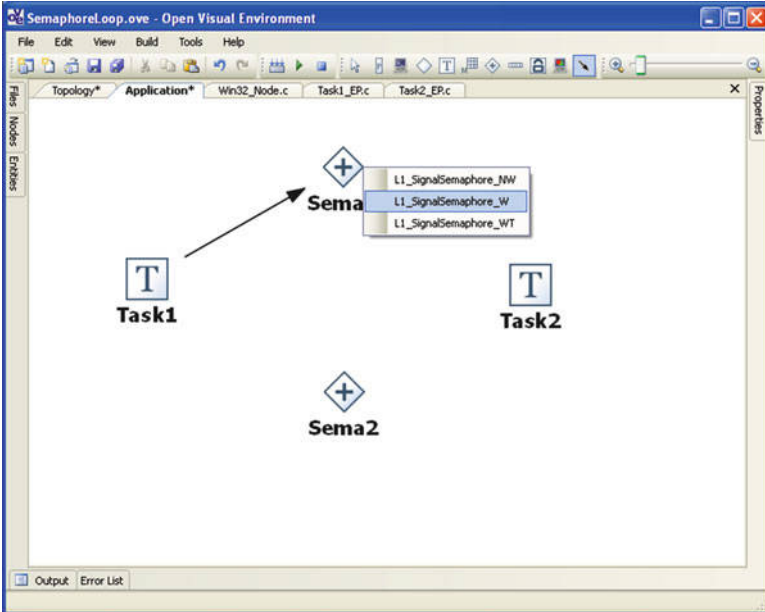 SemaphoreLoop.ove - Open Visual Environment
File Edit View Build Tools Help
Topology* Application* Win32_Node.c Task1_EP.c Task2_EP.c
Files
Nodes
Entities
Properties
L1_SignalSemaphore_NW
L1_SignalSemaphore_W
L1_SignalSemaphore_WT
Sema
T
Task1
T
Task2
Sema2
Output Error List